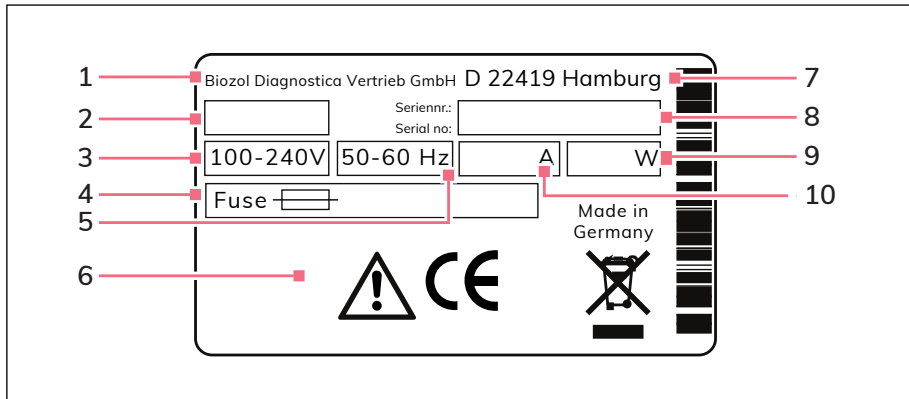 1 Biozol Diagnostica Vertrieb GmbH D 22419 Hamburg 7
2 Seriennr.: 8
Serial no:
3 100-240V 50-60 Hz A W 9
4 Fuse 10
5 Made in
Germany
6 CE